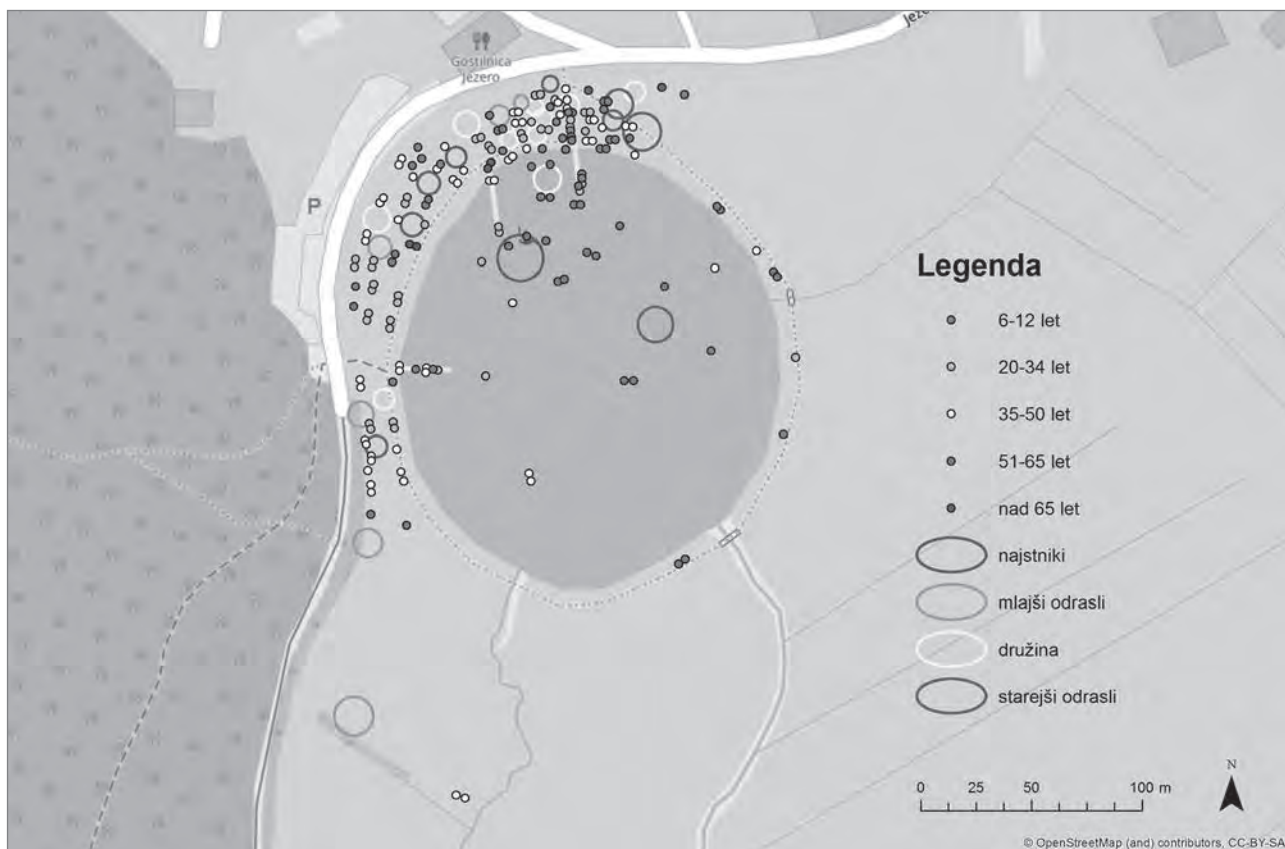 Gostilnica
Jezero
Jeze
P
Legenda
6-12 let
20-34 let
35-50 let
51-65 let
nad 65 let
najstniki
mlajši odrasli
družina
starejši odrasli
N
0 25 50 100 m
© OpenStreetMap (and) contributors, CC-BY-SA